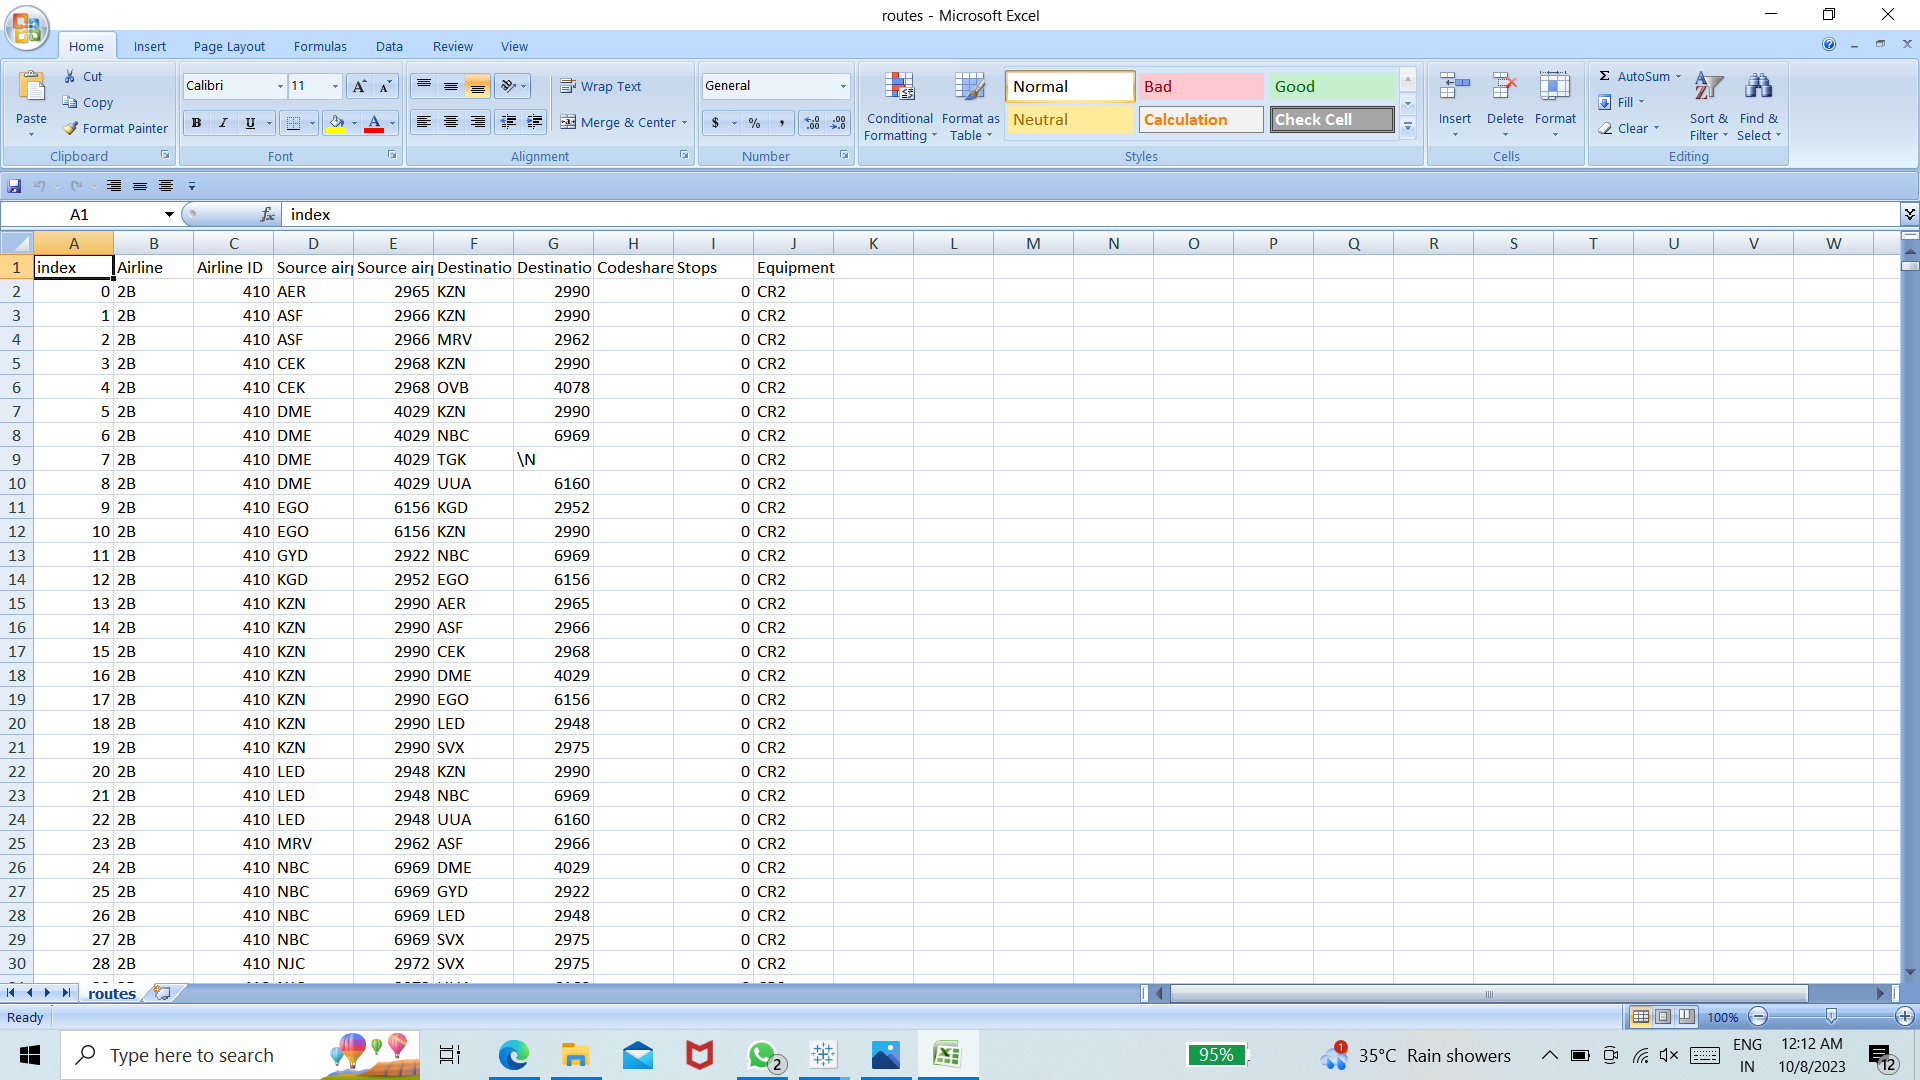 routes - Microsoft Excel
Home Insert Page Layout Formulas Data Review View
Paste Cut Copy Format Painter Clipboard
Calibri 11 B I U Font
Wrap Text Merge & Center Alignment
General $ % , Number
Conditional Formatting Format as Table Normal Bad Good Neutral Calculation Check Cell Styles
Insert Delete Format Cells
AutoSum Fill Clear Sort & Filter Find & Select Editing
A1 fx index
A B C D E F G H I J K L M N O P Q R S T U V W
1 index Airline Airline ID Source air Source air Destinatio Destinatio Codeshare Stops Equipment
2 0 2B 410 AER 2965 KZN 2990 0 CR2
3 1 2B 410 ASF 2966 KZN 2990 0 CR2
4 2 2B 410 ASF 2966 MRV 2962 0 CR2
5 3 2B 410 CEK 2968 KZN 2990 0 CR2
6 4 2B 410 CEK 2968 OVB 4078 0 CR2
7 5 2B 410 DME 4029 KZN 2990 0 CR2
8 6 2B 410 DME 4029 NBC 6969 0 CR2
9 7 2B 410 DME 4029 TGK \N 0 CR2
10 8 2B 410 DME 4029 UUA 6160 0 CR2
11 9 2B 410 EGO 6156 KGD 2952 0 CR2
12 10 2B 410 EGO 6156 KZN 2990 0 CR2
13 11 2B 410 GYD 2922 NBC 6969 0 CR2
14 12 2B 410 KGD 2952 EGO 6156 0 CR2
15 13 2B 410 KZN 2990 AER 2965 0 CR2
16 14 2B 410 KZN 2990 ASF 2966 0 CR2
17 15 2B 410 KZN 2990 CEK 2968 0 CR2
18 16 2B 410 KZN 2990 DME 4029 0 CR2
19 17 2B 410 KZN 2990 EGO 6156 0 CR2
20 18 2B 410 KZN 2990 LED 2948 0 CR2
21 19 2B 410 KZN 2990 SVX 2975 0 CR2
22 20 2B 410 LED 2948 KZN 2990 0 CR2
23 21 2B 410 LED 2948 NBC 6969 0 CR2
24 22 2B 410 LED 2948 UUA 6160 0 CR2
25 23 2B 410 MRV 2962 ASF 2966 0 CR2
26 24 2B 410 NBC 6969 DME 4029 0 CR2
27 25 2B 410 NBC 6969 GYD 2922 0 CR2
28 26 2B 410 NBC 6969 LED 2948 0 CR2
29 27 2B 410 NBC 6969 SVX 2975 0 CR2
30 28 2B 410 NJC 2972 SVX 2975 0 CR2
routes
Ready 100%
Type here to search 2 95% 1 35°C Rain showers ENG IN 12:12 AM 10/8/2023 12